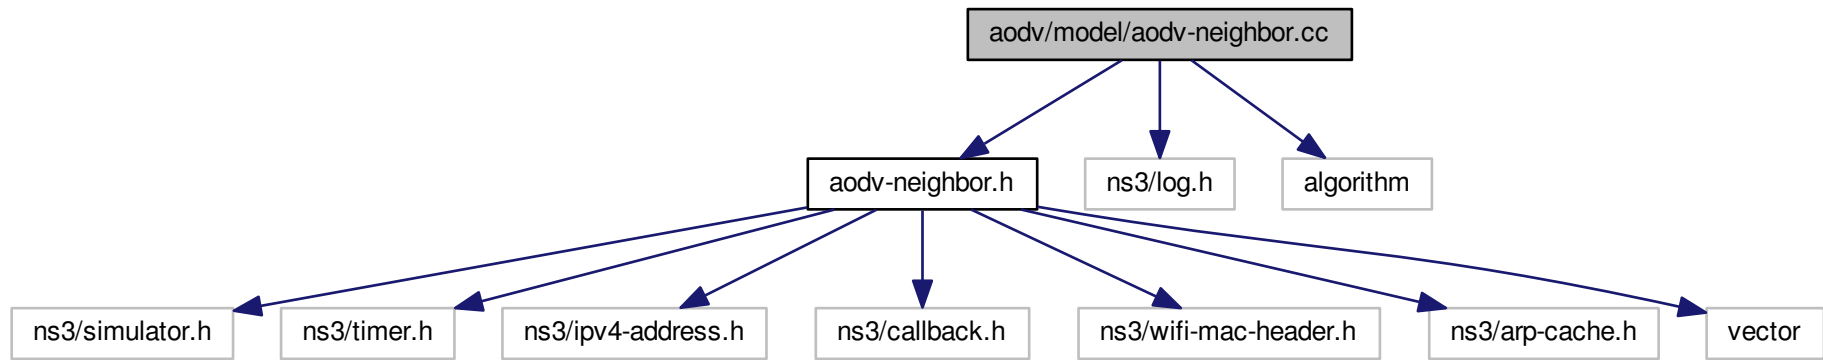 aodv/model/aodv-neighbor.cc
aodv-neighbor.h
ns3/log.h
algorithm
ns3/simulator.h
ns3/timer.h
ns3/ipv4-address.h
ns3/callback.h
ns3/wifi-mac-header.h
ns3/arp-cache.h
vector